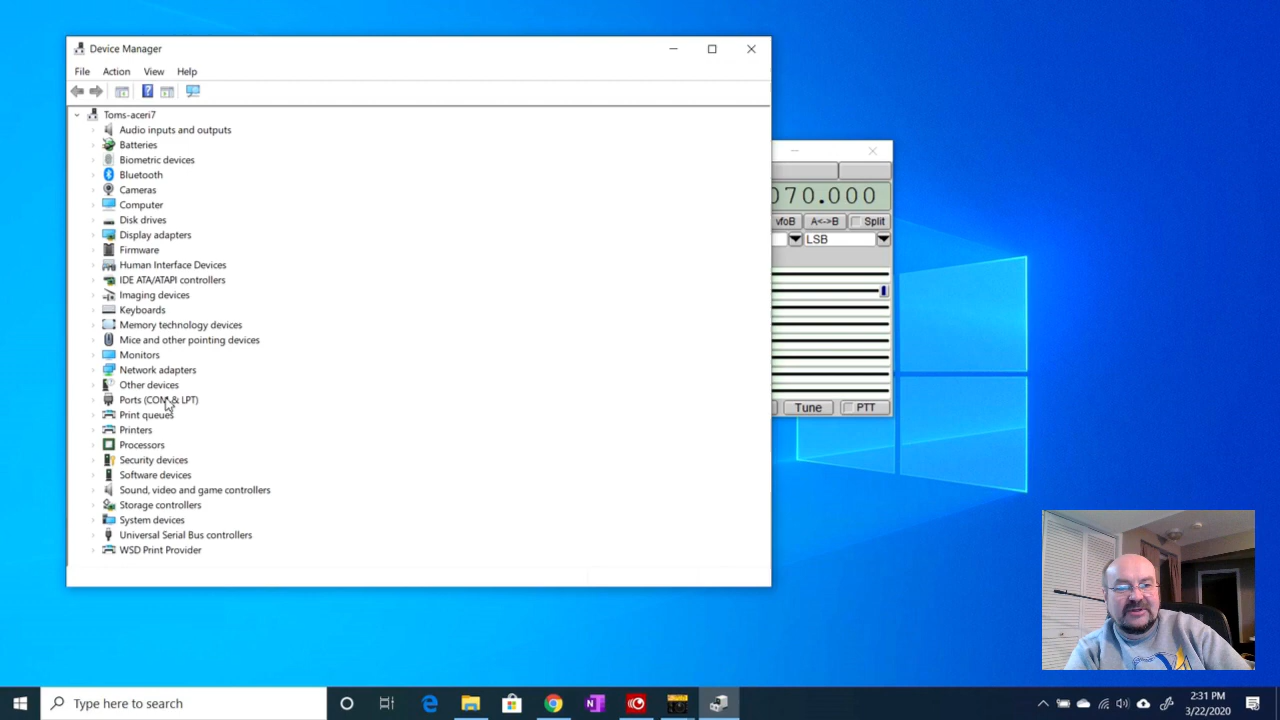 Device Manager
File Action View Help
Toms-aceri7
Audio inputs and outputs
Batteries
Biometric devices
Bluetooth
Cameras
Computer
Disk drives
Display adapters
Firmware
Human Interface Devices
IDE ATA/ATAPI controllers
Imaging devices
Keyboards
Memory technology devices
Mice and other pointing devices
Monitors
Network adapters
Other devices
Ports (COM & LPT)
Print queues
Printers
Processors
Security devices
Software devices
Sound, video and game controllers
Storage controllers
System devices
Universal Serial Bus controllers
WSD Print Provider
070.000
vfoB A<->B Split
LSB
Tune PTT
Type here to search
2:31 PM
3/22/2020